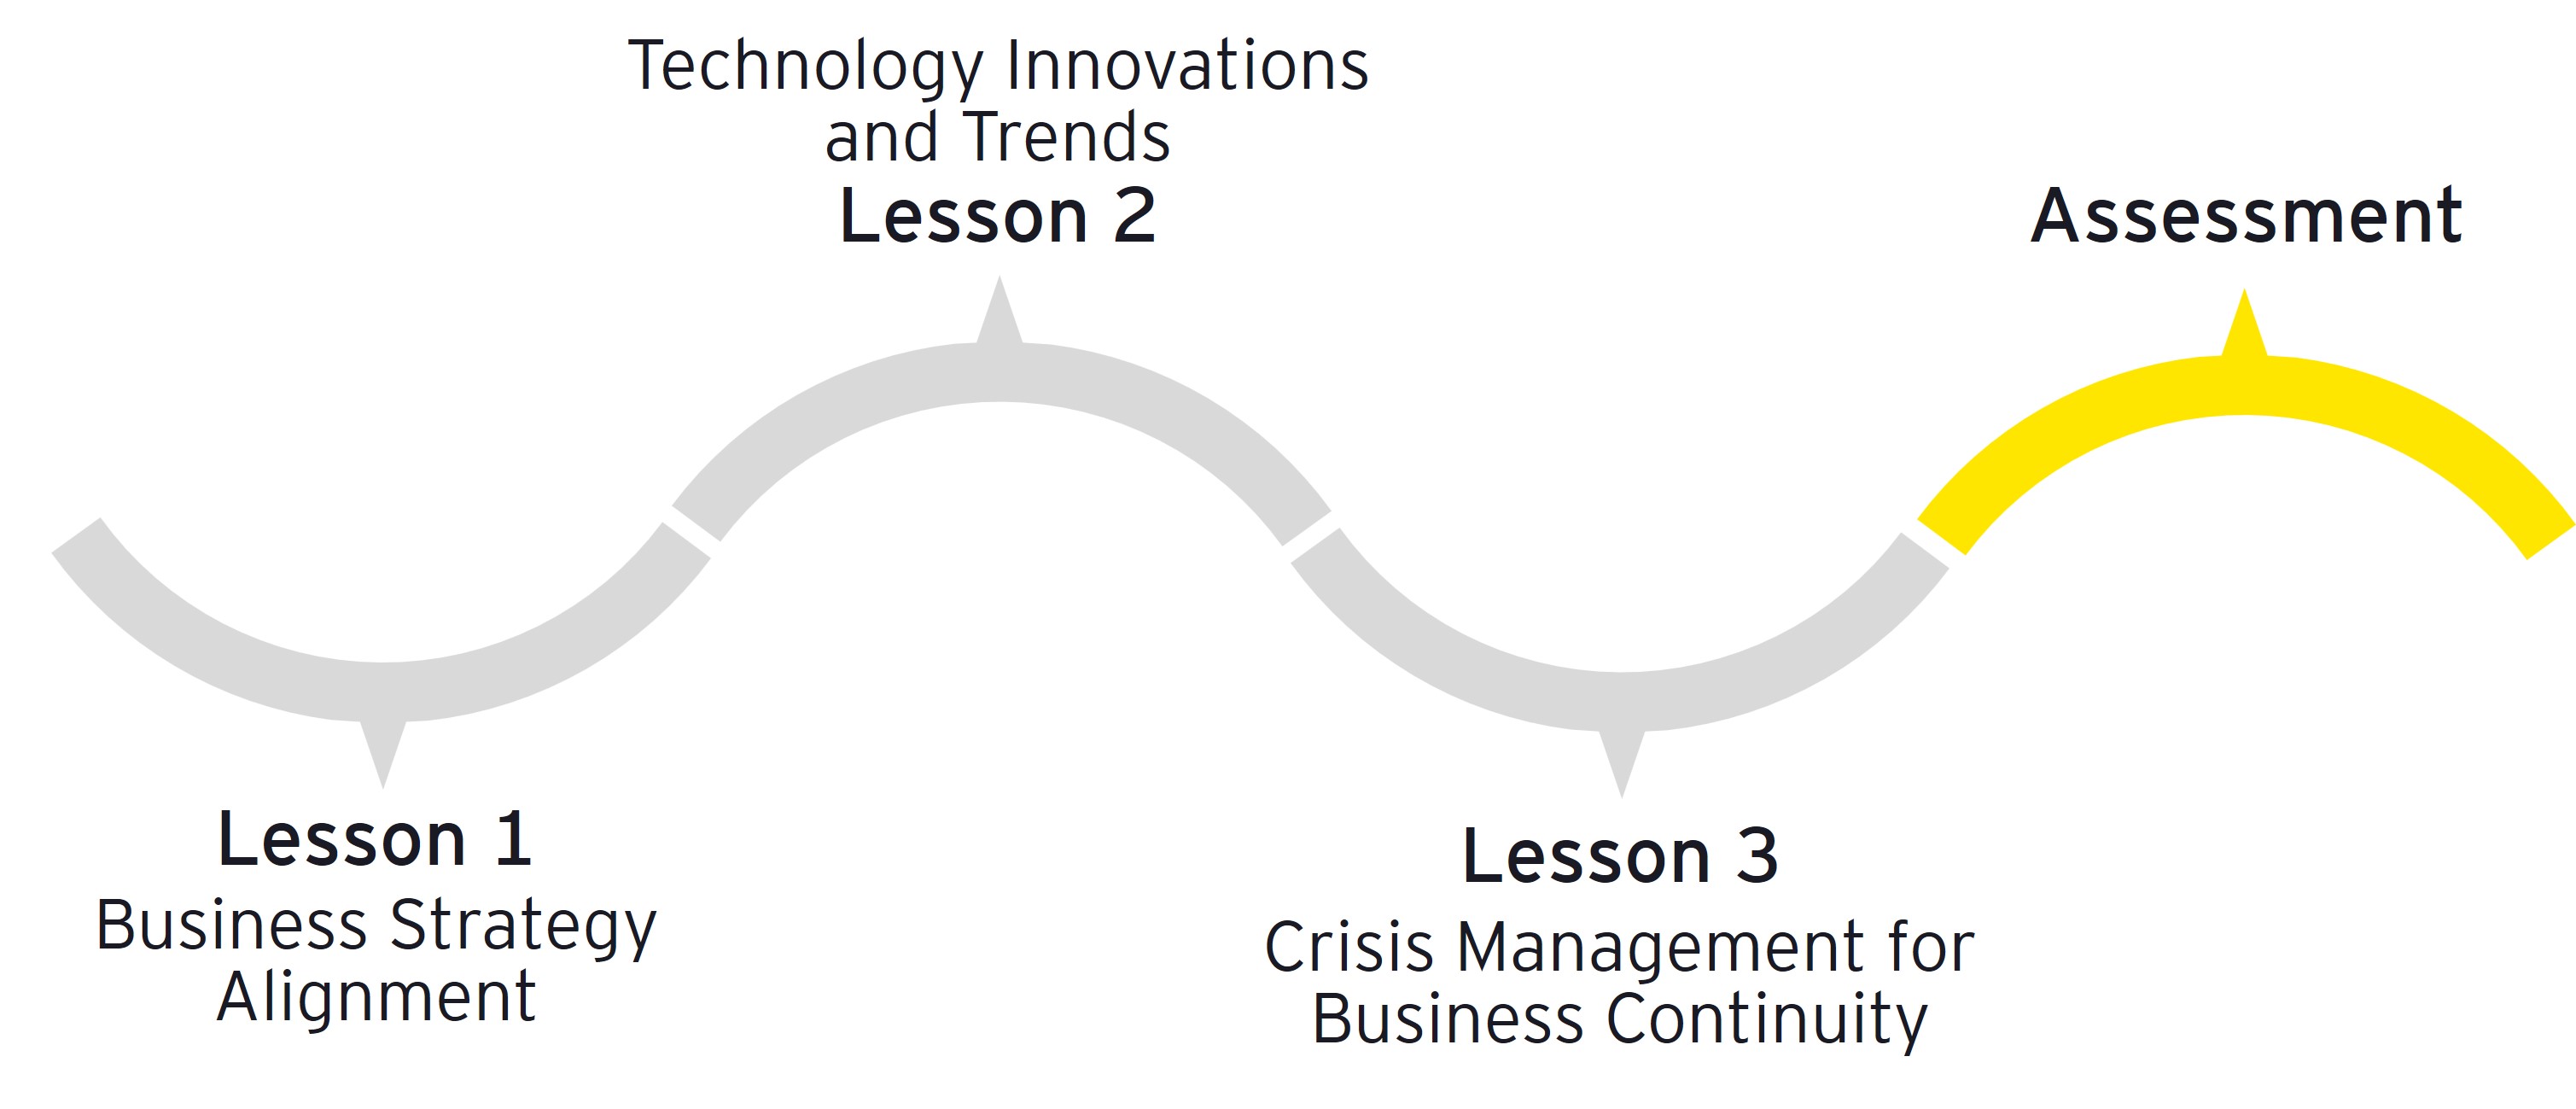 Lesson 1
Business Strategy
Alignment
Technology Innovations
and Trends
Lesson 2
Lesson 3
Crisis Management for
Business Continuity
Assessment